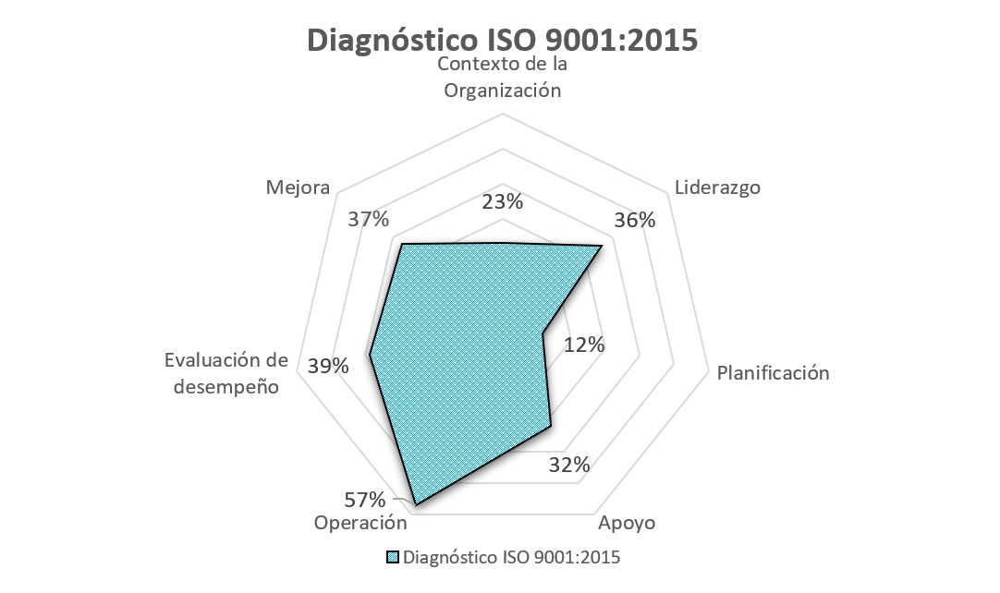 Diagnóstico ISO 9001:2015
Contexto de la
Organización
Mejora
Liderazgo
23%
37%
36%
12%
Evaluación de
desempeño
39%
Planificación
32%
57%
Operación
Apoyo
Diagnóstico ISO 9001:2015